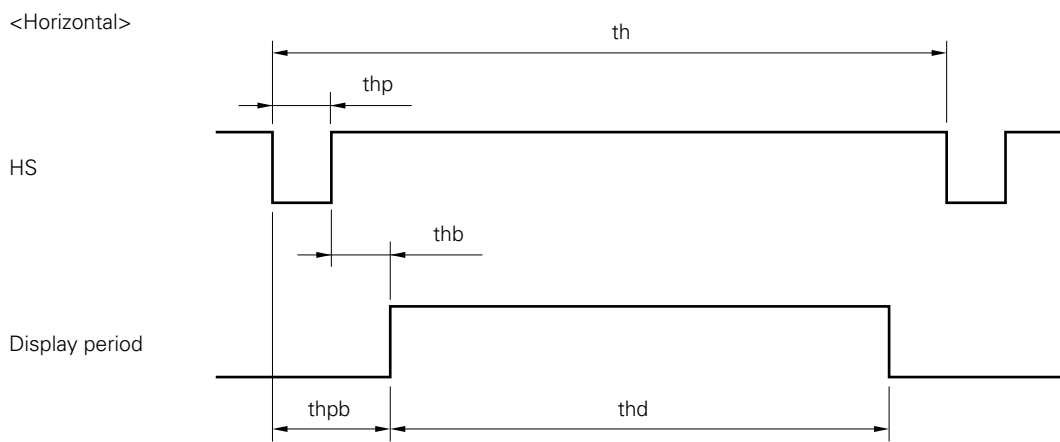 <Horizontal>
th
thp
HS
thb
Display period
thpb
thd